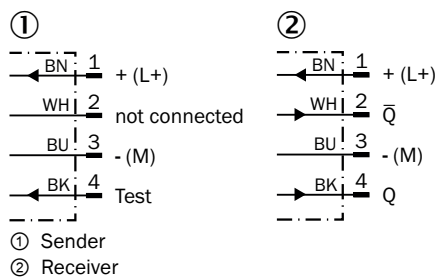 ① ②
BN 1 + (L+) BN 1 + (L+)
WH 2 not connected WH 2 Q̅
BU 3 - (M) BU 3 - (M)
BK 4 Test BK 4 Q
① Sender
② Receiver